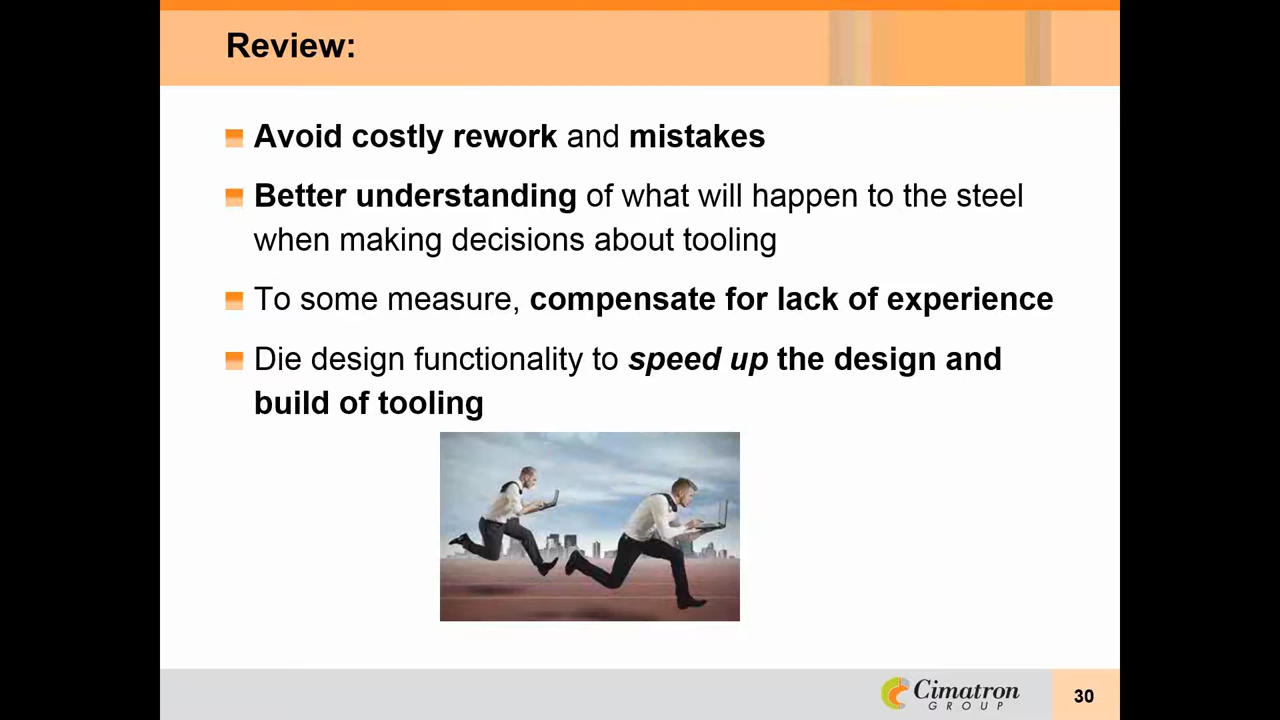 Review:
Avoid costly rework and mistakes
Better understanding of what will happen to the steel
when making decisions about tooling
To some measure, compensate for lack of experience
Die design functionality to speed up the design and
build of tooling
Cimatron
GROUP
30